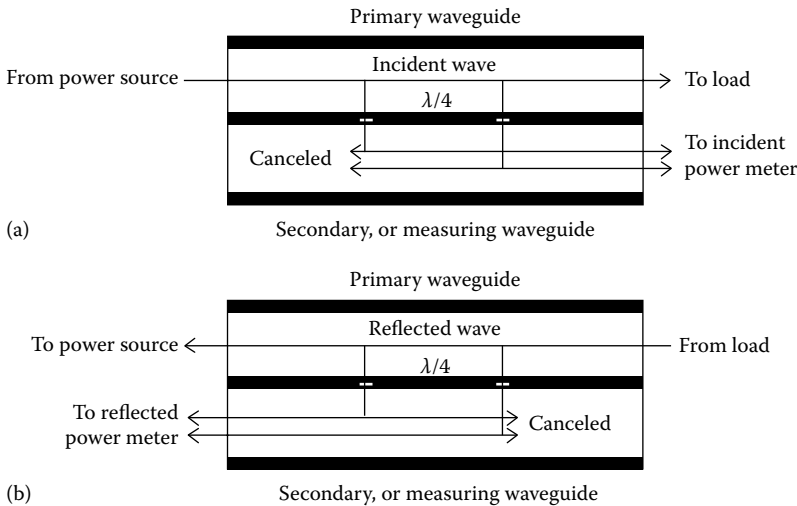 Primary waveguide
Incident wave
From power source
To load
λ/4
To incident
power meter
Canceled
(a)
Secondary, or measuring waveguide
Primary waveguide
Reflected wave
To power source
From load
λ/4
To reflected
power meter
Canceled
(b)
Secondary, or measuring waveguide